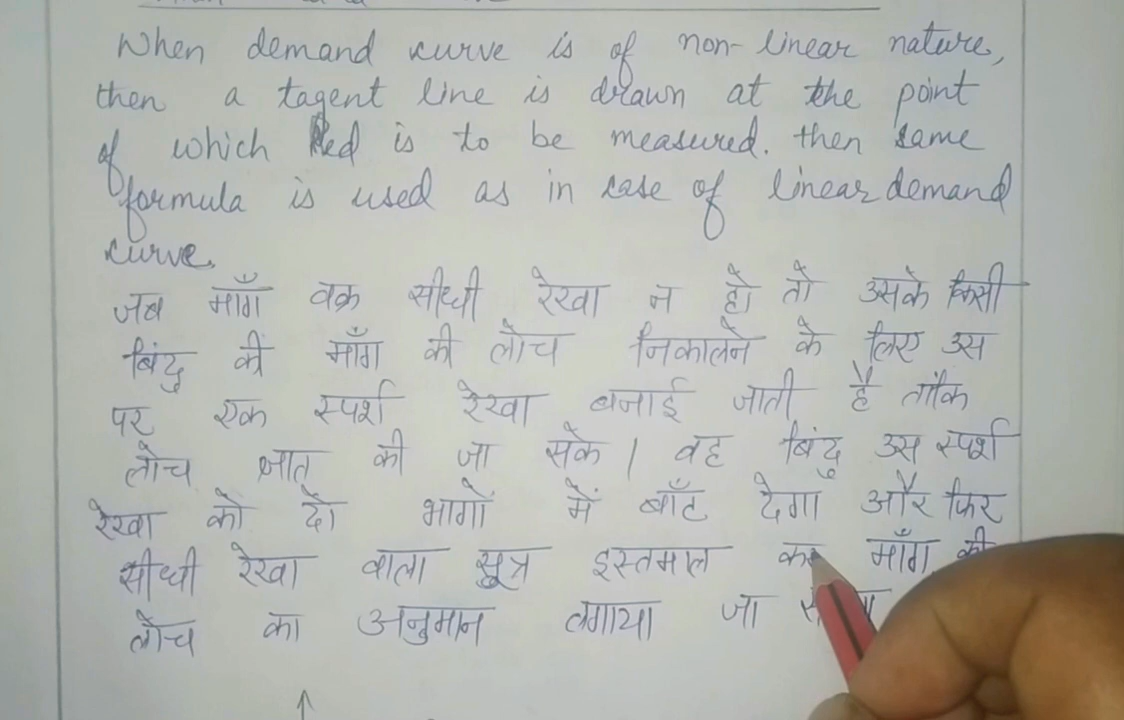 When demand curve is of non-linear nature,
then a tagent line is drawn at the point
of which ed is to be measured. then same
formula is used as in case of linear demand
curve.
जब माँग वक्र सीधी रेखा न हो तो उसके किसी
बिंदु की माँग की लोच निकालने के लिए उस
पर एक स्पर्श रेखा बनाई जाती है ताकि
लोच ज्ञात की जा सके। वह बिंदु उस स्पर्श
रेखा को दो भागों में बाँट देगा और फिर
सीधी रेखा वाला सूत्र इस्तमाल कर माँग की
लोच का अनुमान लगाया जा